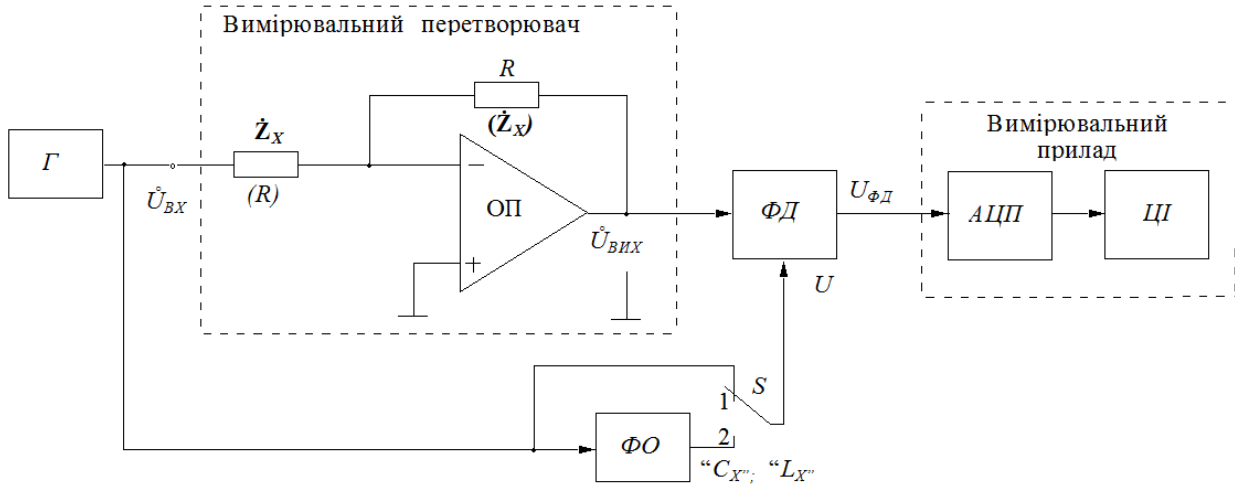 Вимірювальний перетворювач
R
(Ż_X)
Ż_X
(R)
Г
Ů_ВХ
−
ОП
+
Ů_ВИХ
ФД
U_ФД
U
Вимірювальний
прилад
АЦП
ЦІ
S
1
2
ФО
“C_X”; “L_X”